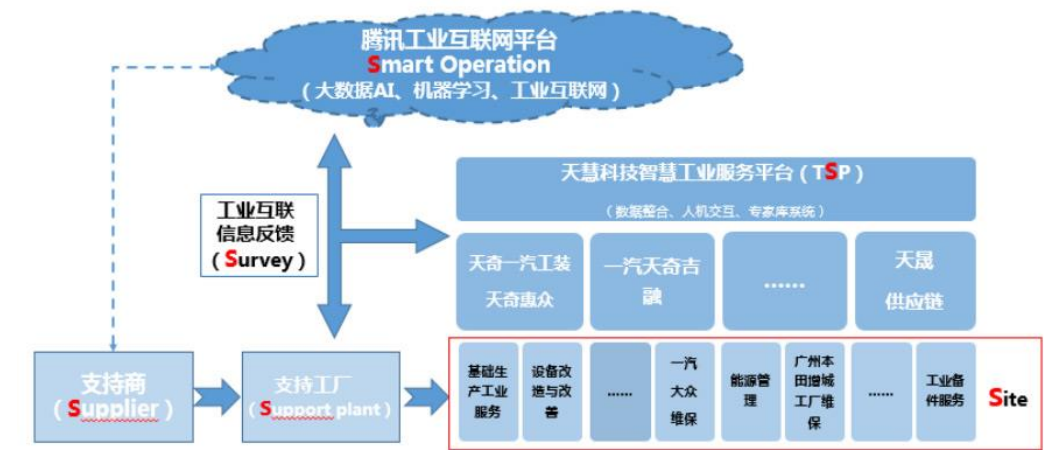 腾讯工业互联网平台
Smart Operation
（大数据AI、机器学习、工业互联网）
天慧科技智慧工业服务平台（TSP）
（数据整合、人机交互、专家库系统）
工业互联
信息反馈
（Survey）
天奇一汽工装
天奇惠众
一汽天奇吉
融
......
天晟
供应链
支持商
（Supplier）
支持工厂
（Support plant）
基础生
产工业
服务
设备改
造与改
善
......
一汽
大众
维保
能源管
理
广州本
田增城
工厂维
保
......
工业备
件服务
Site